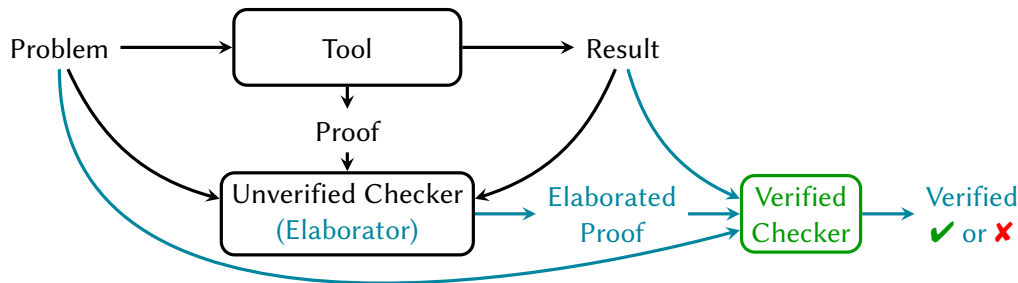 Problem
Tool
Result
Proof
Unverified Checker
(Elaborator)
Elaborated
Proof
Verified
Checker
Verified
✔ or ✘